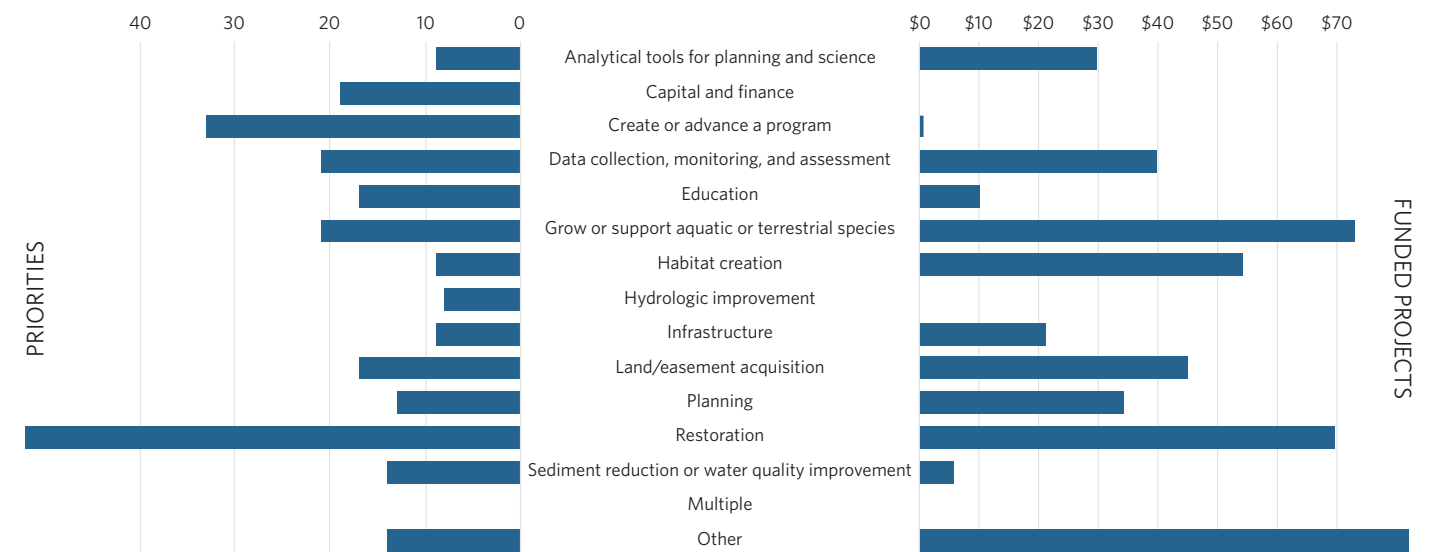 40 30 20 10 0 $0 $10 $20 $30 $40 $50 $60 $70
Analytical tools for planning and science
Capital and finance
Create or advance a program
Data collection, monitoring, and assessment
Education
Grow or support aquatic or terrestrial species
Habitat creation
Hydrologic improvement
Infrastructure
Land/easement acquisition
Planning
Restoration
Sediment reduction or water quality improvement
Multiple
Other
PRIORITIES
FUNDED PROJECTS